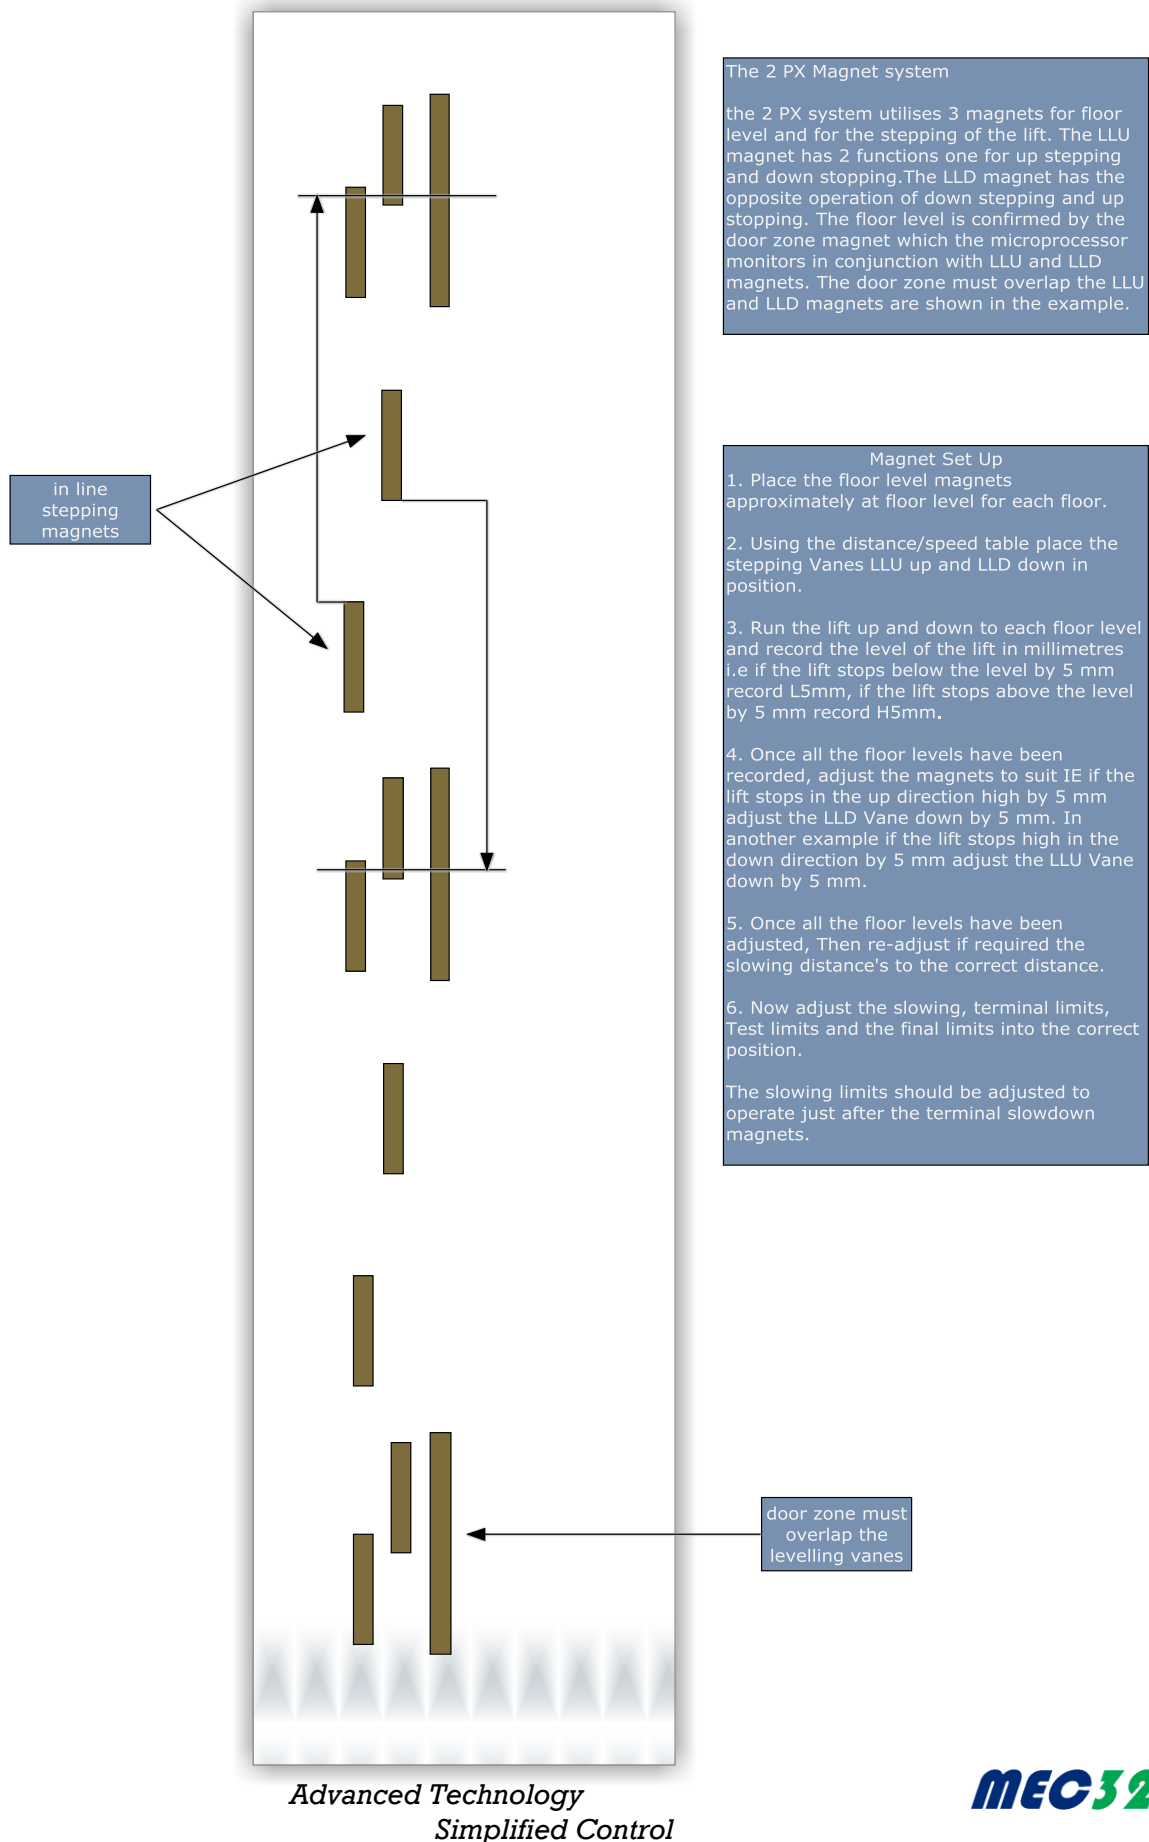 The 2 PX Magnet system
the 2 PX system utilises 3 magnets for floor
level and for the stepping of the lift. The LLU
magnet has 2 functions one for up stepping
and down stopping.The LLD magnet has the
opposite operation of down stepping and up
stopping. The floor level is confirmed by the
door zone magnet which the microprocessor
monitors in conjunction with LLU and LLD
magnets. The door zone must overlap the LLU
and LLD magnets are shown in the example.
in line
stepping
magnets
Magnet Set Up
1. Place the floor level magnets
approximately at floor level for each floor.
2. Using the distance/speed table place the
stepping Vanes LLU up and LLD down in
position.
3. Run the lift up and down to each floor level
and record the level of the lift in millimetres
i.e if the lift stops below the level by 5 mm
record L5mm, if the lift stops above the level
by 5 mm record H5mm.
4. Once all the floor levels have been
recorded, adjust the magnets to suit IE if the
lift stops in the up direction high by 5 mm
adjust the LLD Vane down by 5 mm. In
another example if the lift stops high in the
down direction by 5 mm adjust the LLU Vane
down by 5 mm.
5. Once all the floor levels have been
adjusted, Then re-adjust if required the
slowing distance's to the correct distance.
6. Now adjust the slowing, terminal limits,
Test limits and the final limits into the correct
position.
The slowing limits should be adjusted to
operate just after the terminal slowdown
magnets.
door zone must
overlap the
levelling vanes
Advanced Technology
Simplified Control
MEC32